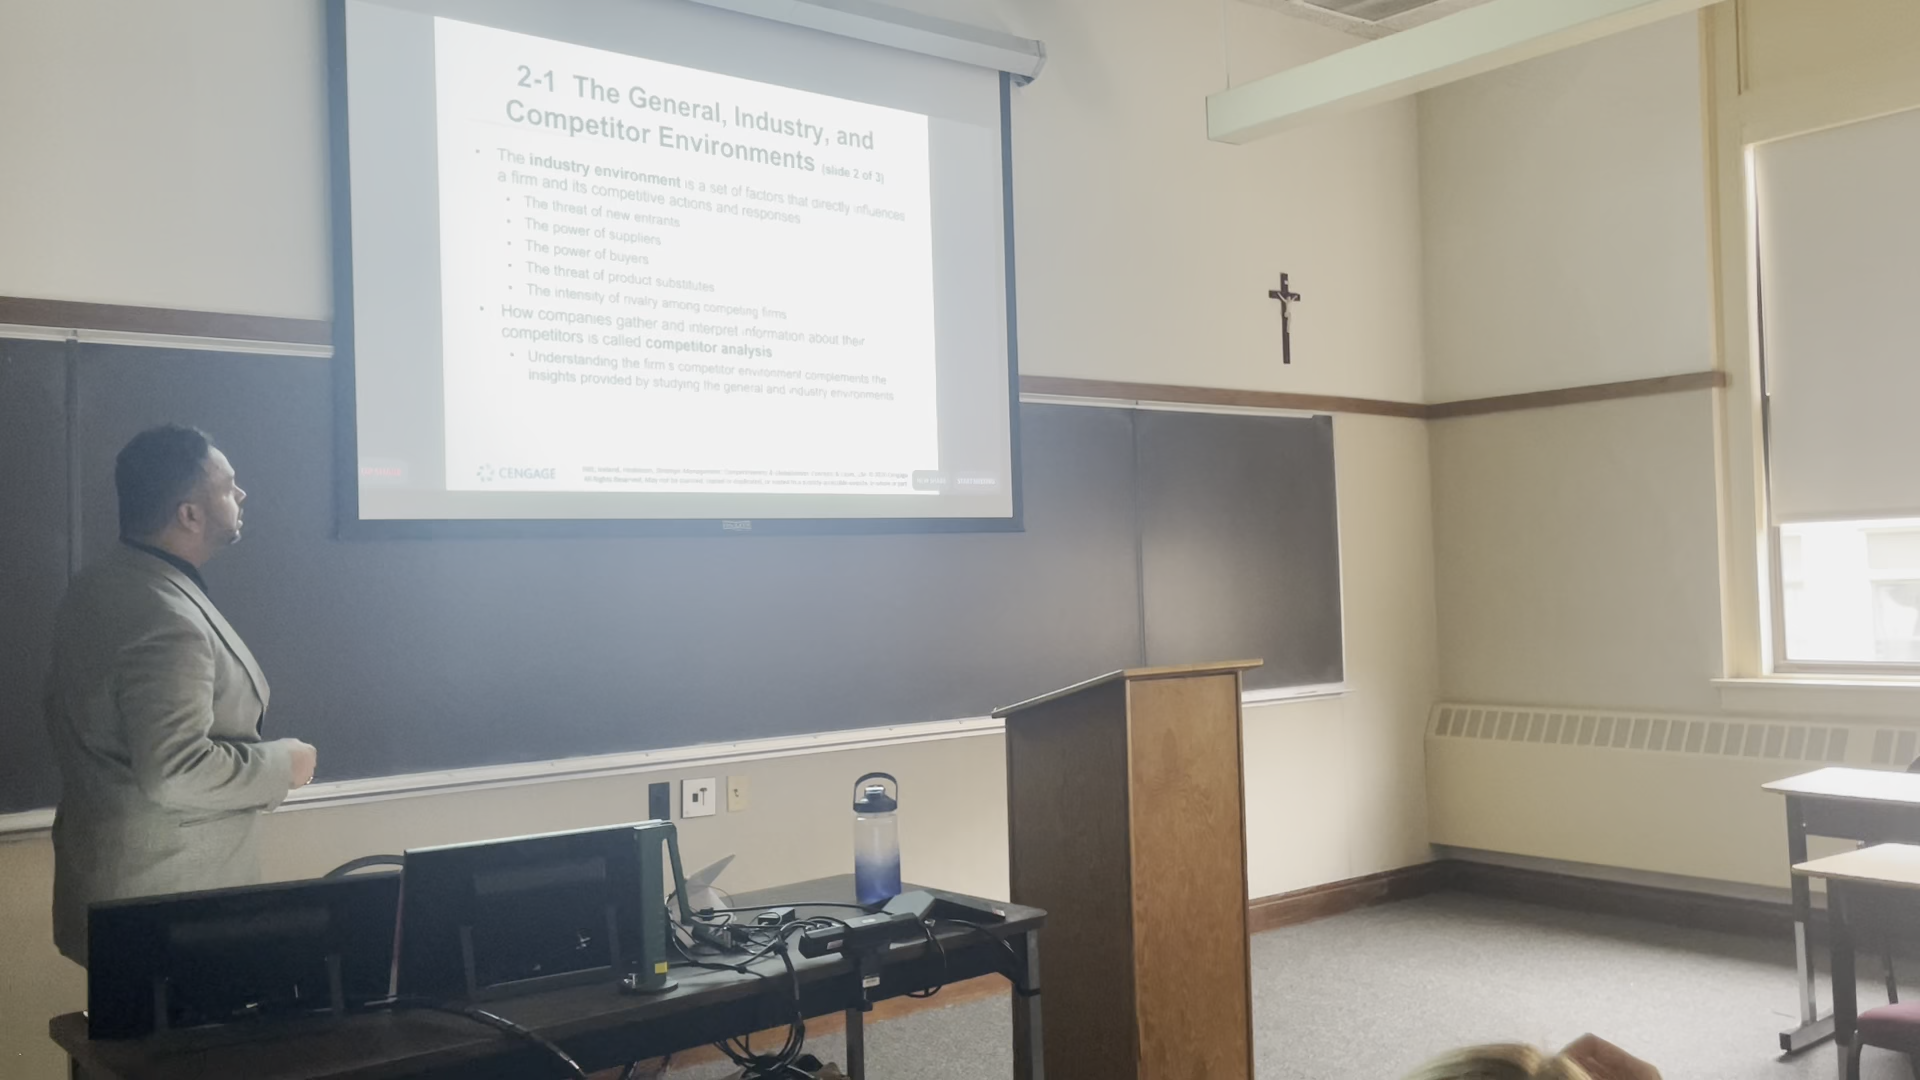 2-1 The General, Industry, and
Competitor Environments (slide 2 of 3)
• The industry environment is a set of factors that directly influences
a firm and its competitive actions and responses
• The threat of new entrants
• The power of suppliers
• The power of buyers
• The threat of product substitutes
• The intensity of rivalry among competing firms
• How companies gather and interpret information about their
competitors is called competitor analysis
• Understanding the firm's competitor environment complements the
insights provided by studying the general and industry environments
CENGAGE